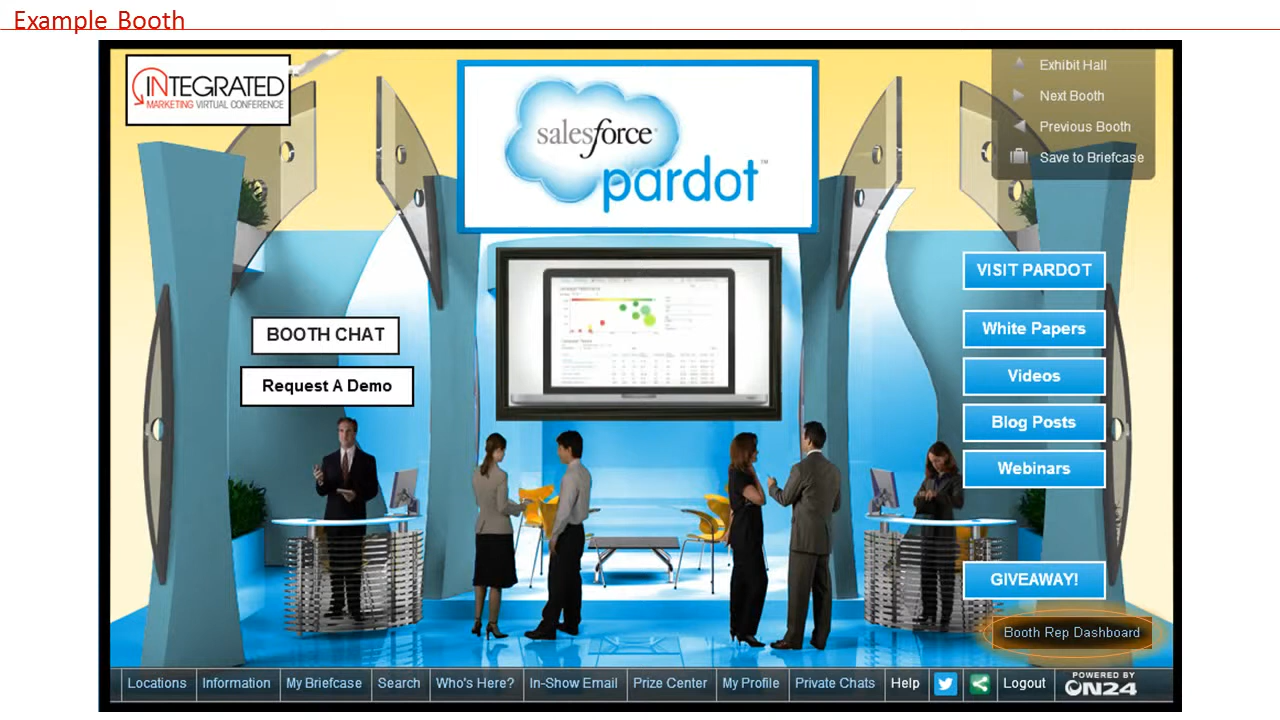 Example Booth
INTEGRATED
MARKETING VIRTUAL CONFERENCE
salesforce
pardot™
Exhibit Hall
Next Booth
Previous Booth
Save to Briefcase
VISIT PARDOT
BOOTH CHAT
Request A Demo
White Papers
Videos
Blog Posts
Webinars
GIVEAWAY!
Booth Rep Dashboard
Locations Information My Briefcase Search Who's Here? In-Show Email Prize Center My Profile Private Chats Help Logout
POWERED BY
ON24